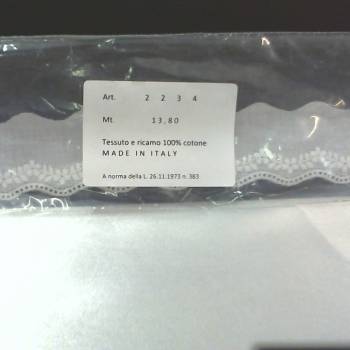 Art. 2 2 3 4
Mt. 13,80
Tessuto e ricamo 100% cotone
MADE IN ITALY
A norma della L. 26.11.1973 n. 383